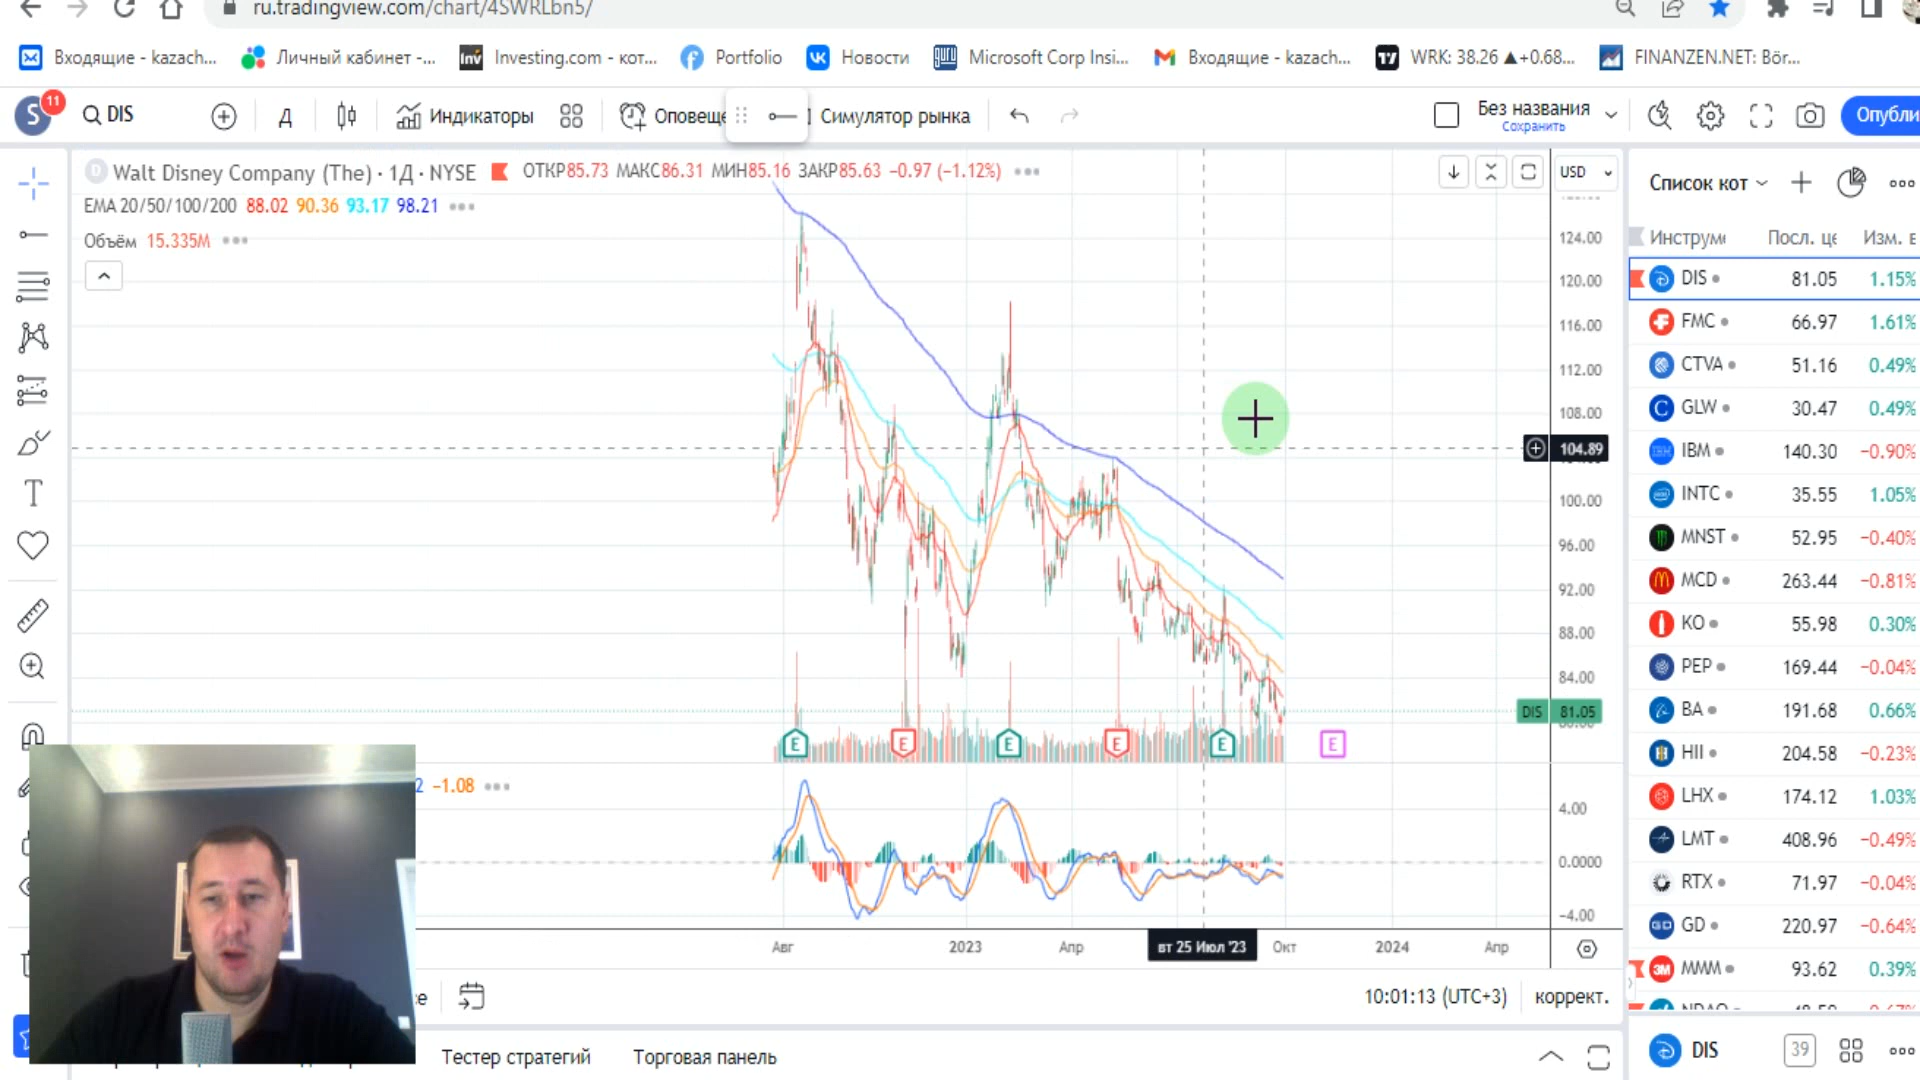 ru.tradingview.com/chart/4SWRLbn5/
Входящие - kazach...
Личный кабинет -...
Inv Investing.com - кот...
Portfolio
Новости
guru Microsoft Corp Insi...
Входящие - kazach...
WRK: 38.26 ▲+0.68...
FINANZEN.NET: Bör...
S 11
DIS
Д
Индикаторы
Оповеще
Симулятор рынка
Без названия
Сохранить
Опубли
D Walt Disney Company (The) · 1Д · NYSE
ОТКР85.73 МАКС86.31 МИН85.16 ЗАКР85.63 −0.97 (−1.12%)
USD
EMA 20/50/100/200 88.02 90.36 93.17 98.21
Объём 15.335M
124.00
120.00
116.00
112.00
108.00
104.89
100.00
96.00
92.00
88.00
84.00
DIS 81.05
E E E E E E
2 −1.08
4.00
0.0000
−4.00
Авг 2023 Апр вт 25 Июл '23 Окт 2024 Апр
10:01:13 (UTC+3) коррект.
Тестер стратегий Торговая панель
Список кот
Инструм Посл. це Изм. в
DIS 81.05 1.15%
FMC 66.97 1.61%
CTVA 51.16 0.49%
GLW 30.47 0.49%
IBM 140.30 −0.90%
INTC 35.55 1.05%
MNST 52.95 −0.40%
MCD 263.44 −0.81%
KO 55.98 0.30%
PEP 169.44 −0.04%
BA 191.68 0.66%
HII 204.58 −0.23%
LHX 174.12 1.03%
LMT 408.96 −0.49%
RTX 71.97 −0.04%
GD 220.97 −0.64%
3M MMM 93.62 0.39%
DIS 39